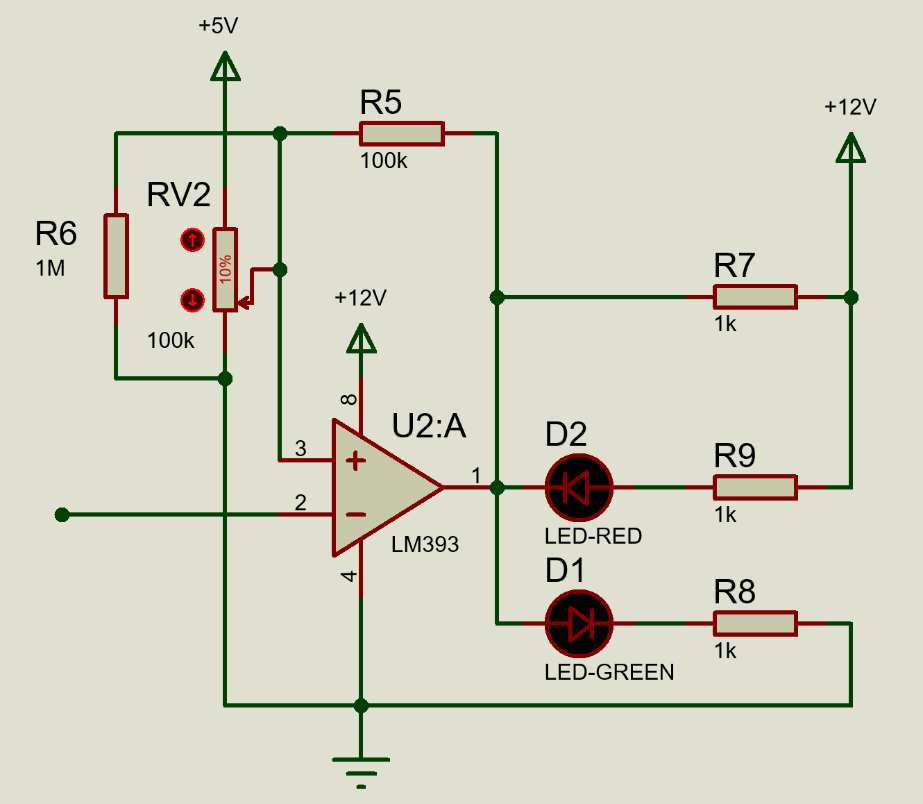 +5V
R5
100k
+12V
RV2
R6
1M
10%
100k
+12V
R7
1k
8
U2:A
3
+
2
−
1
LM393
4
D2
LED-RED
R9
1k
D1
LED-GREEN
R8
1k